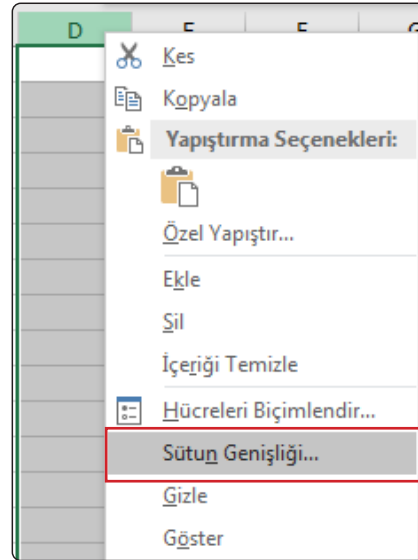 D E F G
Kes
Kopyala
Yapıştırma Seçenekleri:
Özel Yapıştır...
Ekle
Sil
İçeriği Temizle
Hücreleri Biçimlendir...
Sütun Genişliği...
Gizle
Göster